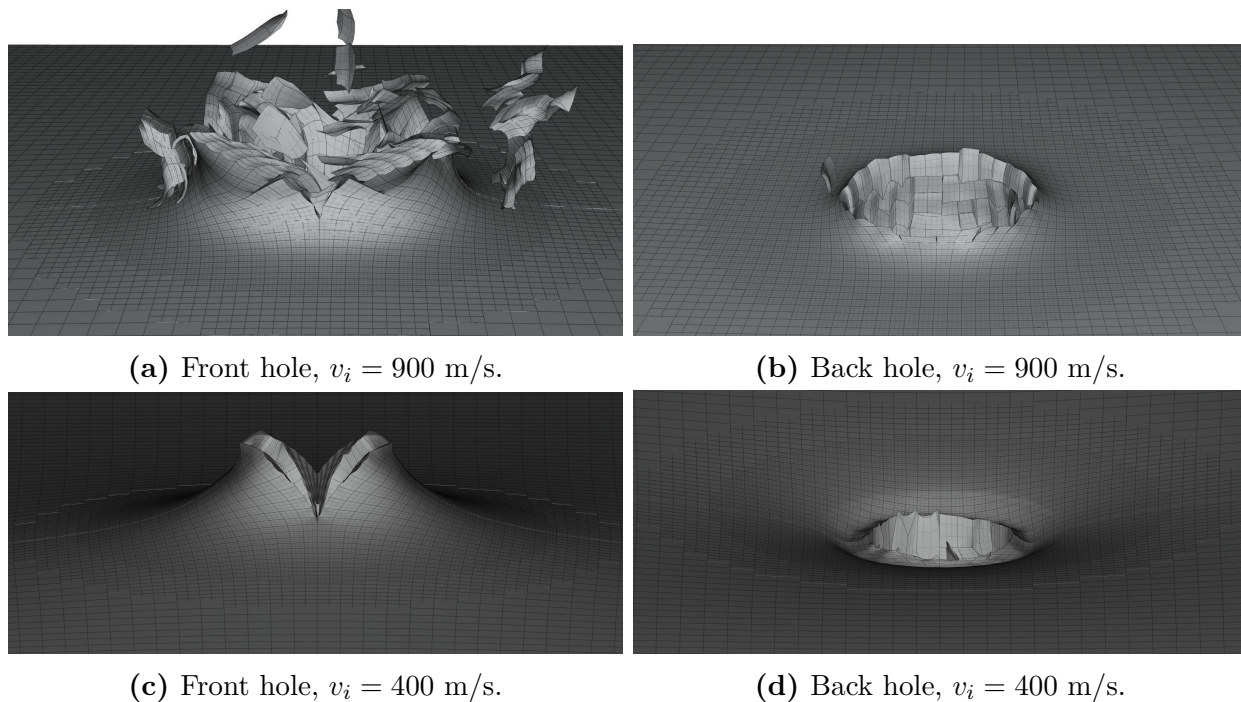 (a) Front hole, v_i = 900 m/s.
(b) Back hole, v_i = 900 m/s.
(c) Front hole, v_i = 400 m/s.
(d) Back hole, v_i = 400 m/s.